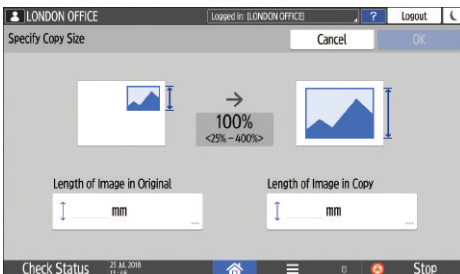 LONDON OFFICE
Logged in: (LONDON OFFICE)
?
Logout
Specify Copy Size
Cancel
OK
100%
<25% – 400%>
Length of Image in Original
Length of Image in Copy
mm
...
mm
...
Check Status
23 Jul. 2018
Stop